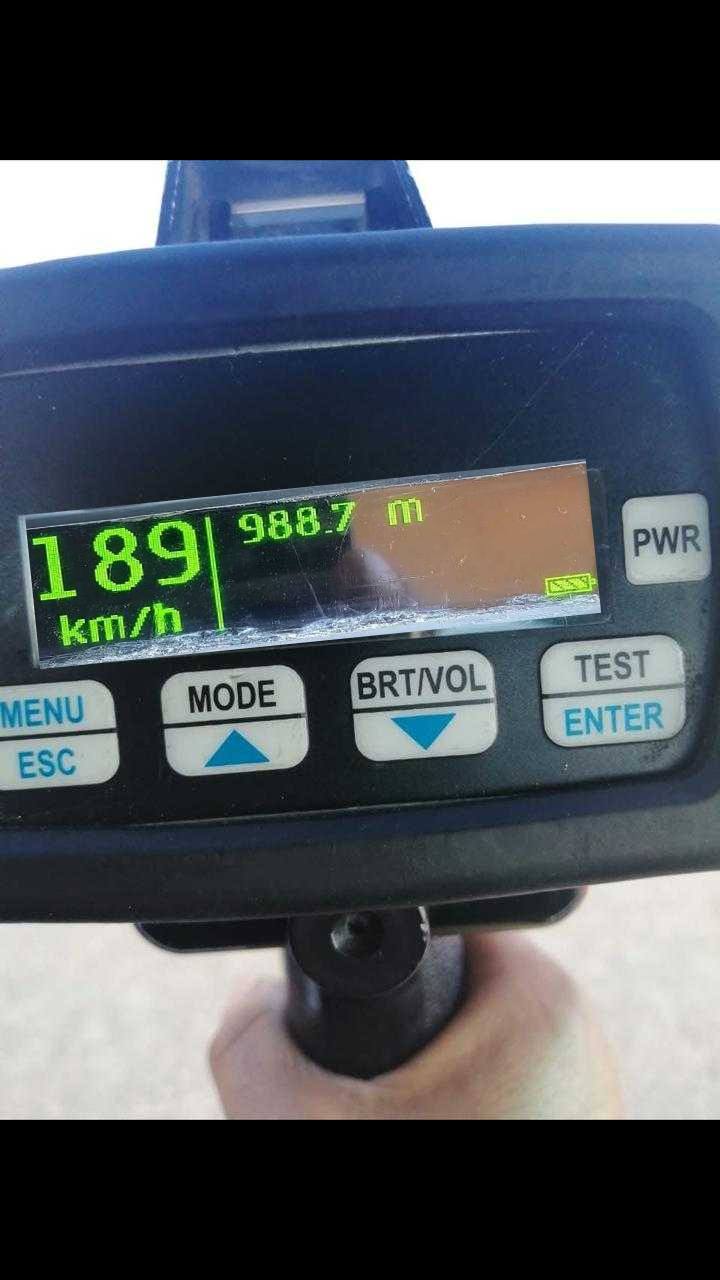 189 988.7 m
km/h
PWR
MENU MODE BRT/VOL TEST
ESC ENTER